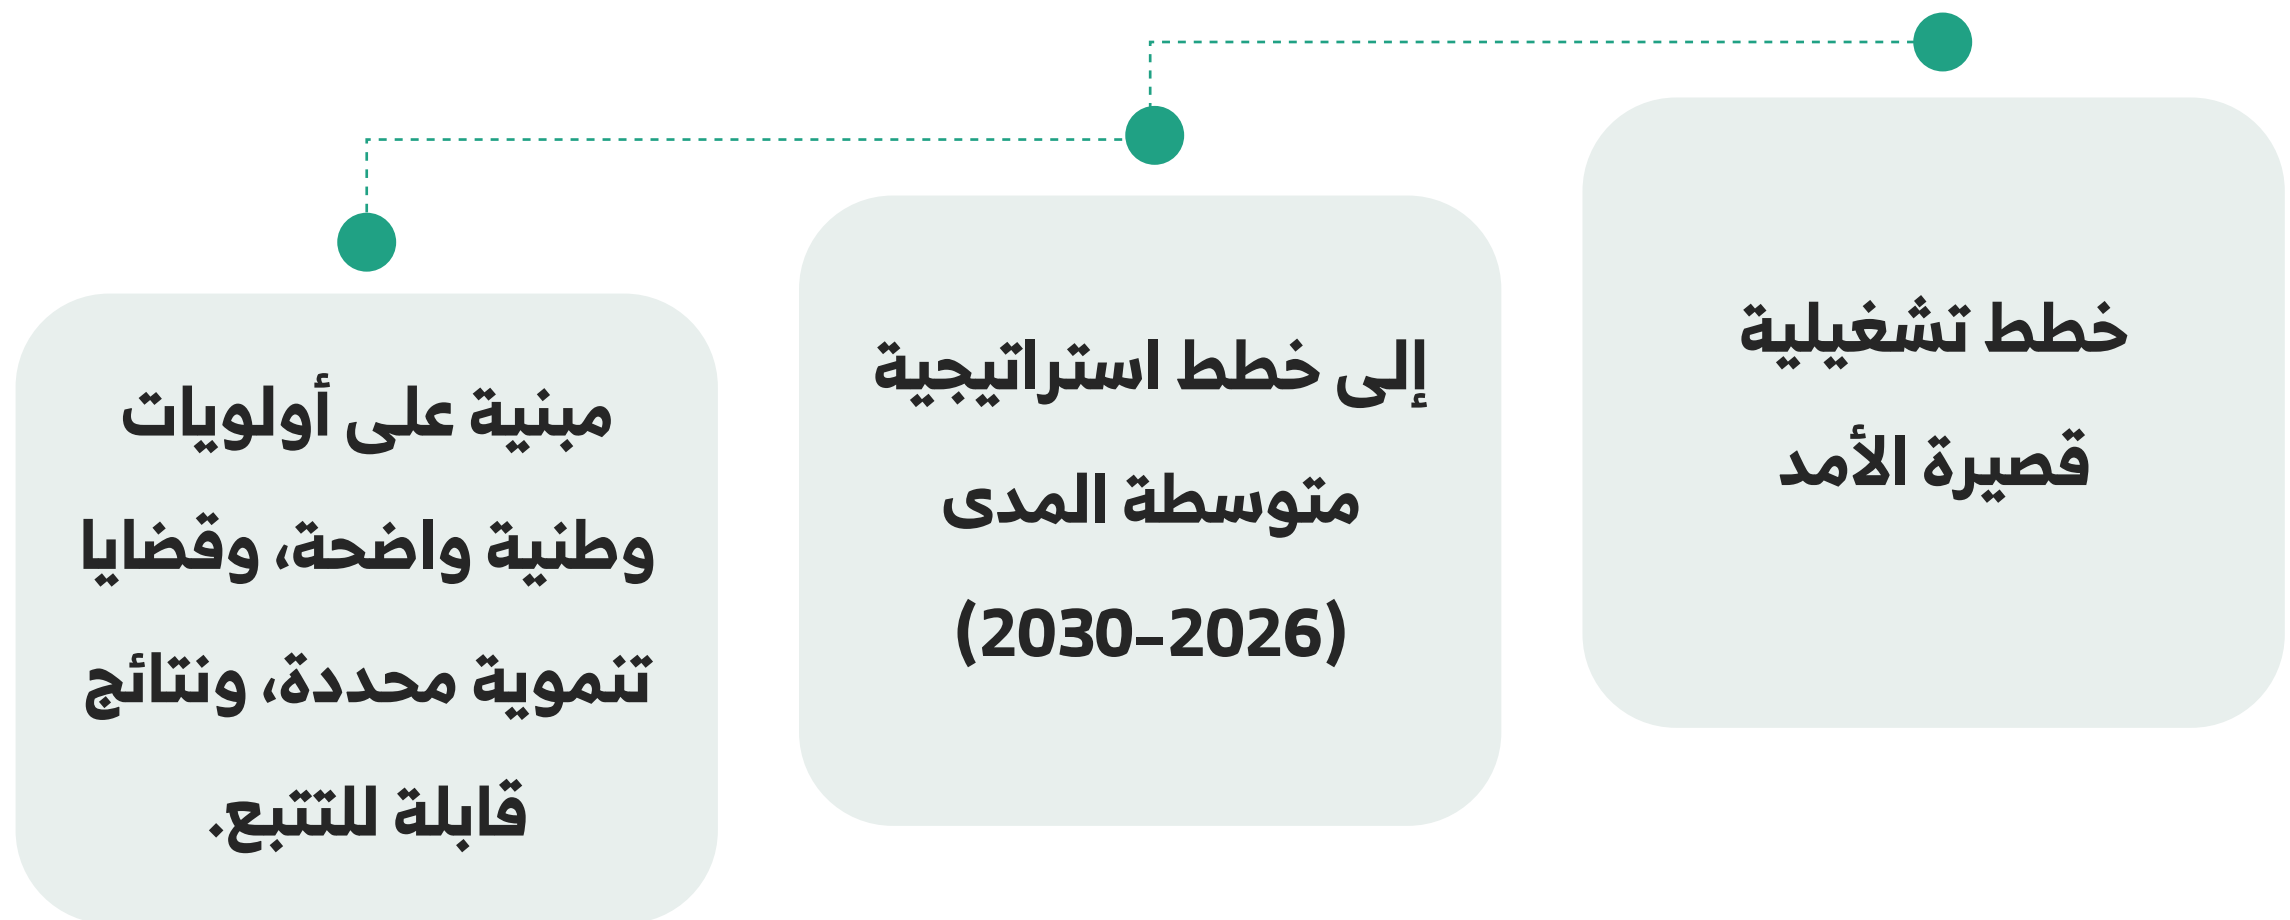 خطط تشغيلية
قصيرة الأمد
إلى خطط استراتيجية
متوسطة المدى
(2026–2030)
مبنية على أولويات
وطنية واضحة، وقضايا
تنموية محددة، ونتائج
قابلة للتتبع.